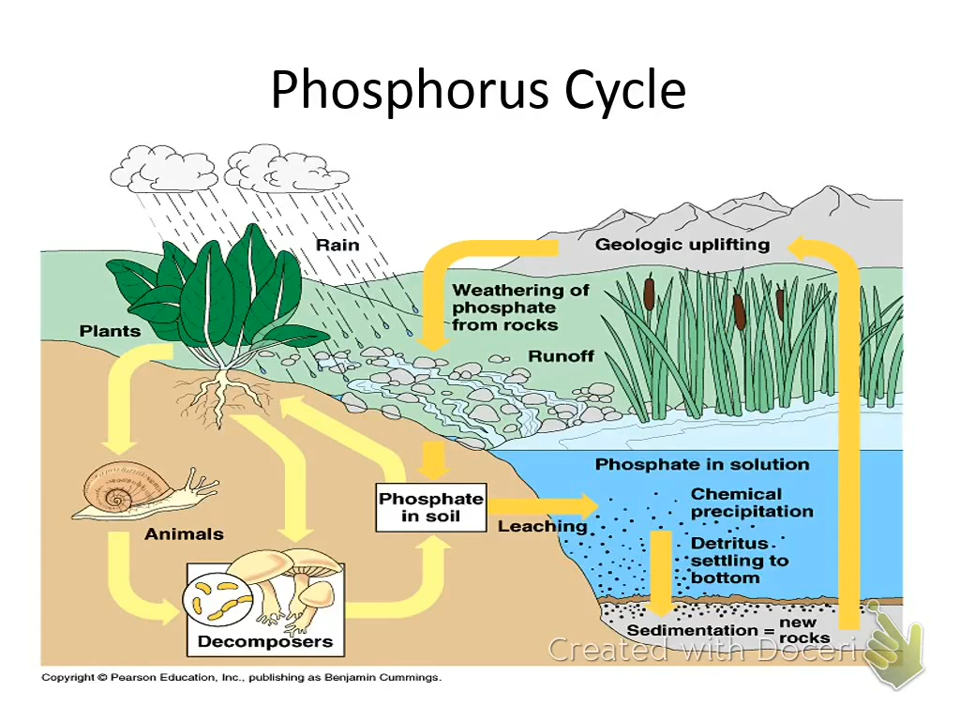 Phosphorus Cycle
Rain
Geologic uplifting
Weathering of
phosphate
from rocks
Plants
Runoff
Phosphate in solution
Phosphate
in soil
Chemical
precipitation
Leaching
Animals
Detritus
settling to
bottom
Decomposers
Sedimentation = new
rocks
Created with Doceri
Copyright © Pearson Education, Inc., publishing as Benjamin Cummings.